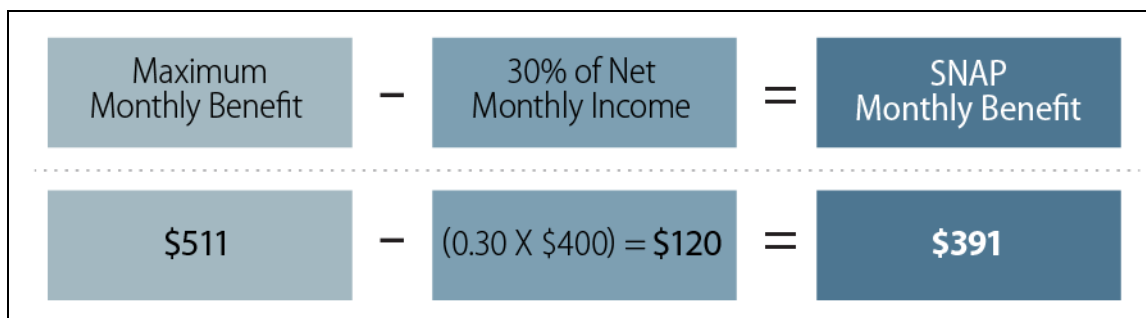 Maximum
Monthly Benefit
–
30% of Net
Monthly Income
=
SNAP
Monthly Benefit
$511
–
(0.30 X $400) = $120
=
$391